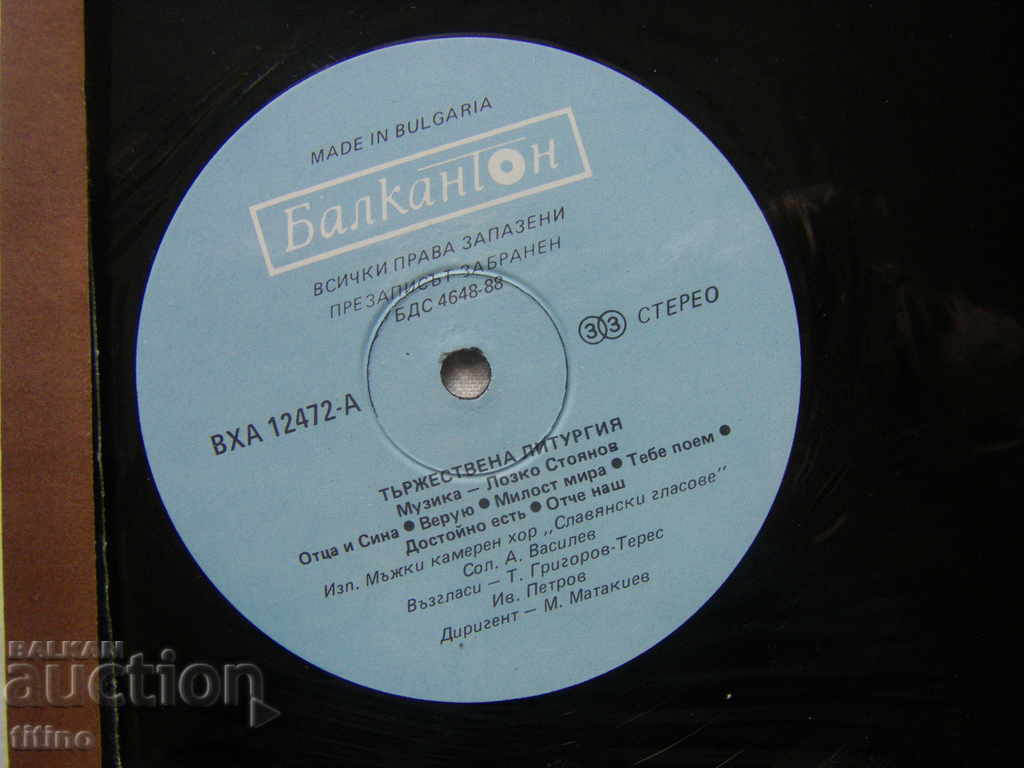 MADE IN BULGARIA
Балкантон
ВСИЧКИ ПРАВА ЗАПАЗЕНИ
ПРЕЗАПИСЪТ ЗАБРАНЕН
БДС 4648-88
33 СТЕРЕО
ВХА 12472-А
ТЪРЖЕСТВЕНА ЛИТУРГИЯ
Музика – Лозко Стоянов
Отца и Сина ● Верую ● Милост мира ● Тебе поем ●
Достойно есть ● Отче наш
Изп. Мъжки камерен хор „Славянски гласове"
Сол. А. Василев
Възгласи – Т. Григоров-Терес
Ив. Петров
Диригент – М. Матакиев
BALKAN
auction
titino